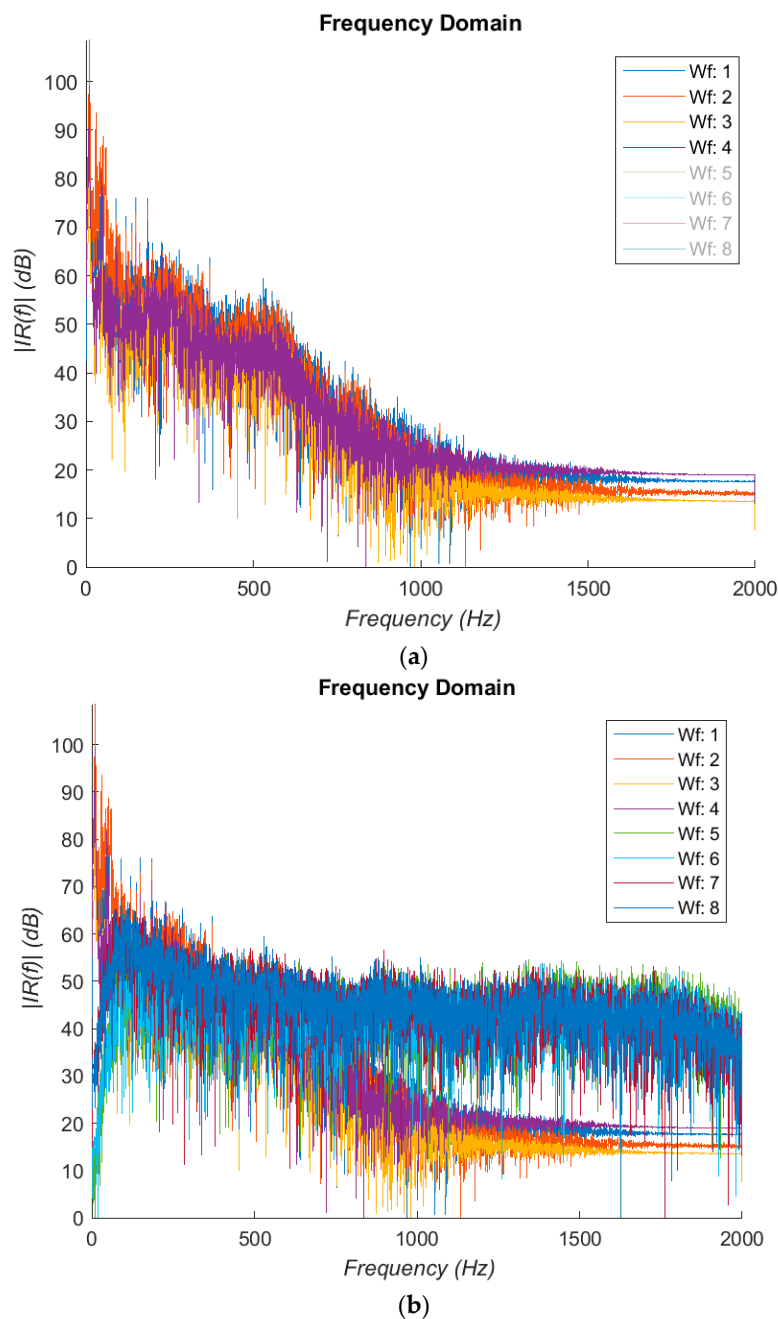 Frequency Domain
|IR(f)| (dB)
100
90
80
70
60
50
40
30
20
10
0
Wf: 1
Wf: 2
Wf: 3
Wf: 4
Wf: 5
Wf: 6
Wf: 7
Wf: 8
0
500
1000
1500
2000
Frequency (Hz)
(a)
Frequency Domain
|IR(f)| (dB)
100
90
80
70
60
50
40
30
20
10
0
Wf: 1
Wf: 2
Wf: 3
Wf: 4
Wf: 5
Wf: 6
Wf: 7
Wf: 8
0
500
1000
1500
2000
Frequency (Hz)
(b)